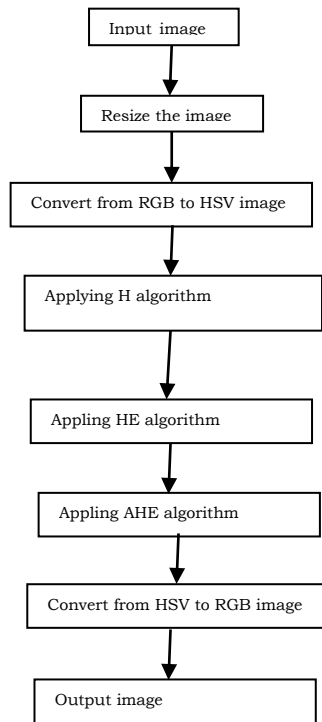 Input image
Resize the image
Convert from RGB to HSV image
Applying H algorithm
Appling HE algorithm
Appling AHE algorithm
Convert from HSV to RGB image
Output image